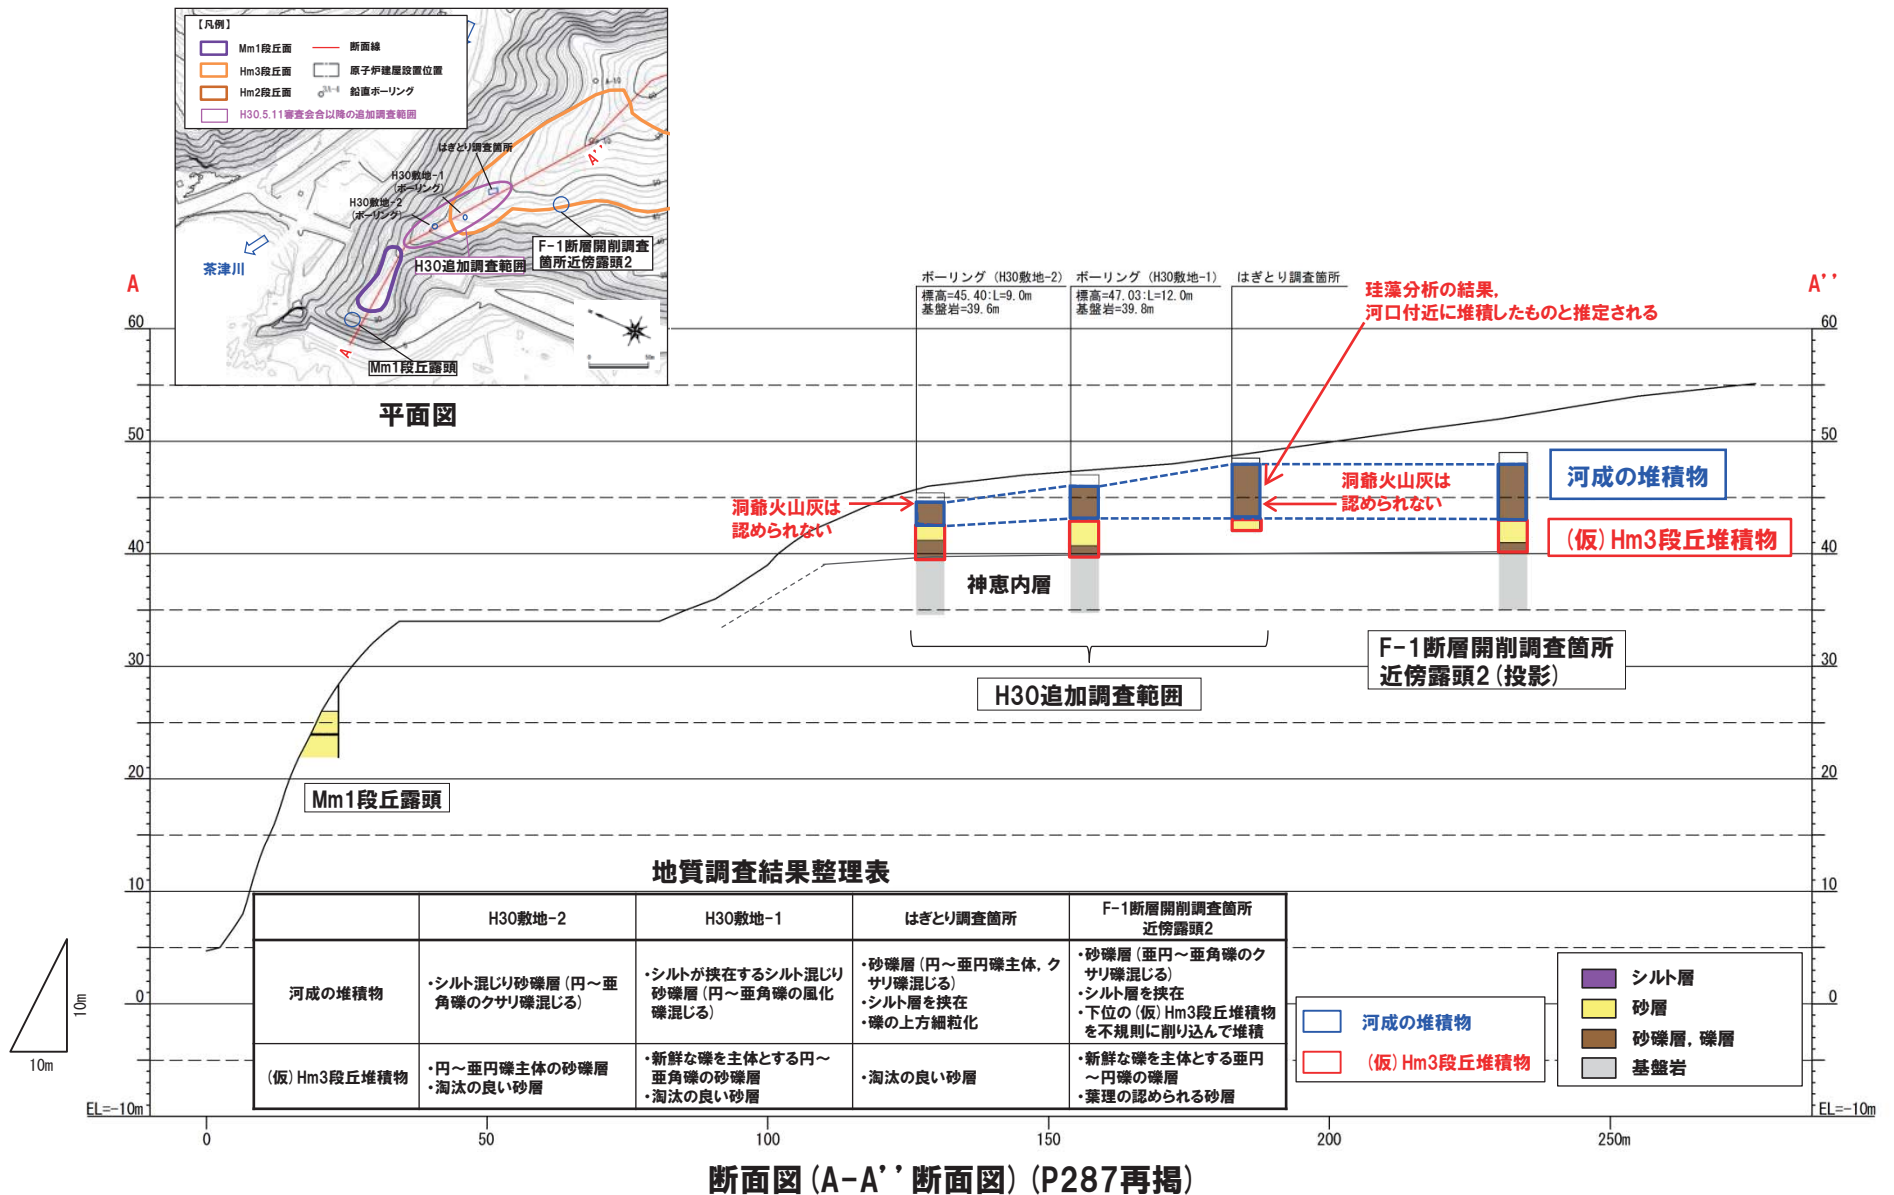 【凡例】
Mm1段丘面
断面線
Hm3段丘面
原子炉建屋設置位置
Hm2段丘面
鉛直ボーリング
H30.5.11審査会合以降の追加調査範囲
A-10
はぎとり調査箇所
A''
H30敷地-1
(ボーリング)
H30敷地-2
(ボーリング)
F-1断層開削調査
箇所近傍露頭2
H30追加調査範囲
茶津川
A
Mm1段丘露頭
0
50m
平面図
A
A''
ボーリング (H30敷地-2)
標高=45.40:L=9.0m
基盤岩=39.6m
ボーリング (H30敷地-1)
標高=47.03:L=12.0m
基盤岩=39.8m
はぎとり調査箇所
珪藻分析の結果,
河口付近に堆積したものと推定される
60
50
40
30
20
10
0
EL=-10m
60
50
40
30
20
10
0
EL=-10m
洞爺火山灰は
認められない
洞爺火山灰は
認められない
河成の堆積物
(仮)Hm3段丘堆積物
神恵内層
H30追加調査範囲
F-1断層開削調査箇所
近傍露頭2(投影)
Mm1段丘露頭
地質調査結果整理表
H30敷地-2
H30敷地-1
はぎとり調査箇所
F-1断層開削調査箇所
近傍露頭2
河成の堆積物
・シルト混じり砂礫層(円～亜
角礫のクサリ礫混じる)
・シルトが挟在するシルト混じり
砂礫層(円～亜角礫の風化
礫混じる)
・砂礫層(円～亜円礫主体, ク
サリ礫混じる)
・シルト層を挟在
・礫の上方細粒化
・砂礫層(亜円～亜角礫のク
サリ礫混じる)
・シルト層を挟在
・下位の(仮)Hm3段丘堆積物
を不規則に削り込んで堆積
(仮)Hm3段丘堆積物
・円～亜円礫主体の砂礫層
・淘汰の良い砂層
・新鮮な礫を主体とする円～
亜角礫の砂礫層
・淘汰の良い砂層
・淘汰の良い砂層
・新鮮な礫を主体とする亜円
～円礫の礫層
・葉理の認められる砂層
河成の堆積物
(仮)Hm3段丘堆積物
シルト層
砂層
砂礫層, 礫層
基盤岩
10m
10m
0
50
100
150
200
250m
断面図(A-A''断面図)(P287再掲)